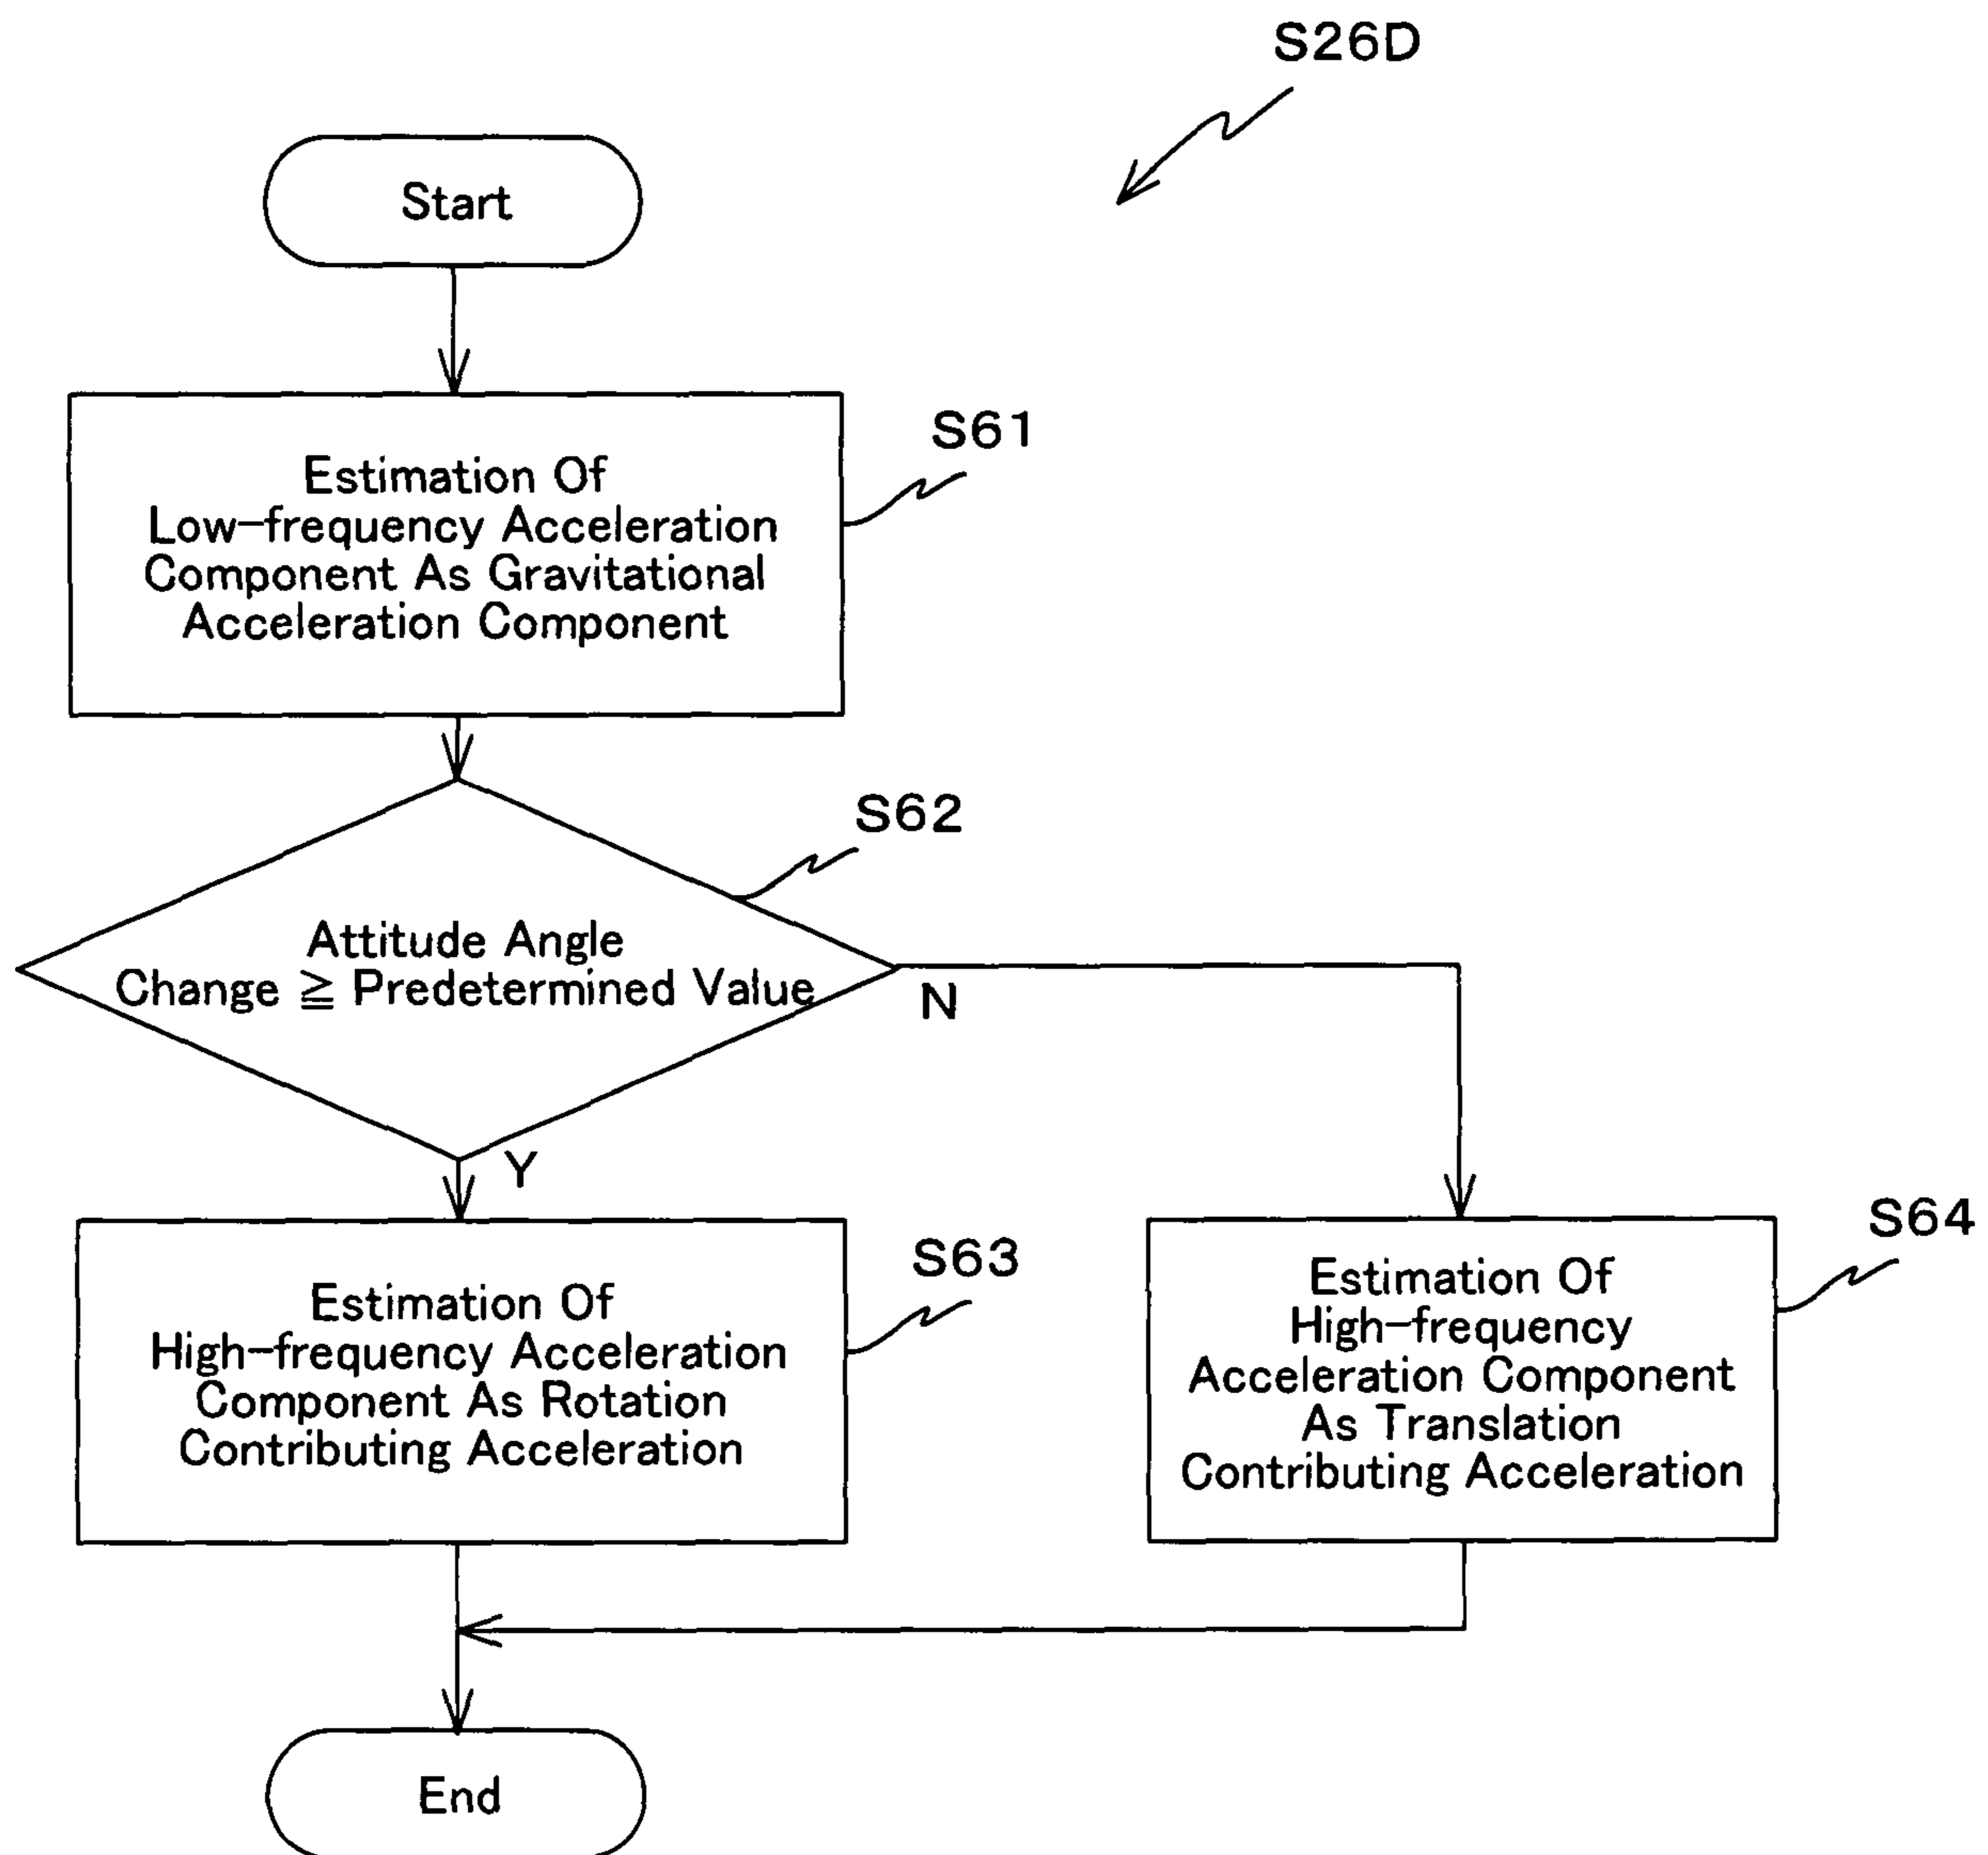 S26D
Start
S61
Estimation Of
Low-frequency Acceleration
Component As Gravitational
Acceleration Component
S62
Attitude Angle
Change ≧ Predetermined Value
N
Y
S63
Estimation Of
High-frequency Acceleration
Component As Rotation
Contributing Acceleration
S64
Estimation Of
High-frequency
Acceleration Component
As Translation
Contributing Acceleration
End